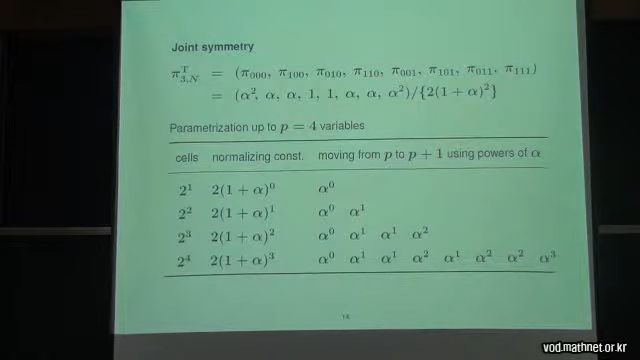 Joint symmetry
π^T_{3,N} = (π_000, π_100, π_010, π_110, π_001, π_101, π_011, π_111)
= (α², α, α, 1, 1, α, α, α²)/{2(1 + α)²}
Parametrization up to p = 4 variables
cells normalizing const. moving from p to p + 1 using powers of α
2¹ 2(1 + α)⁰ α⁰
2² 2(1 + α)¹ α⁰ α¹
2³ 2(1 + α)² α⁰ α¹ α¹ α²
2⁴ 2(1 + α)³ α⁰ α¹ α¹ α² α¹ α² α² α³
vod.mathnet.or.kr